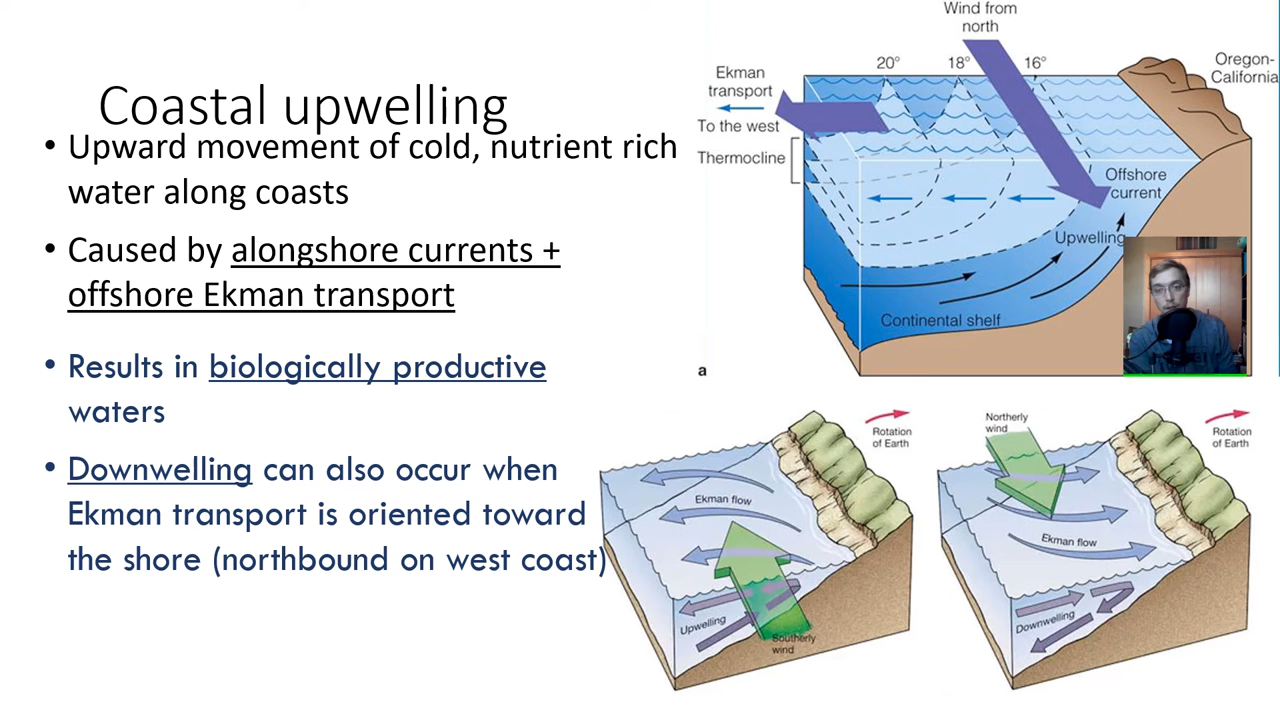 Coastal upwelling
• Upward movement of cold, nutrient rich
water along coasts
• Caused by alongshore currents +
offshore Ekman transport
• Results in biologically productive
waters
• Downwelling can also occur when
Ekman transport is oriented toward
the shore (northbound on west coast)
Wind from
north
20°
18°
16°
Oregon-
California
Ekman
transport
To the west
Thermocline
Offshore
current
Upwelling
Continental shelf
a
Rotation
of Earth
Ekman flow
Upwelling
Southerly
wind
Northerly
wind
Rotation
of Earth
Ekman flow
Downwelling